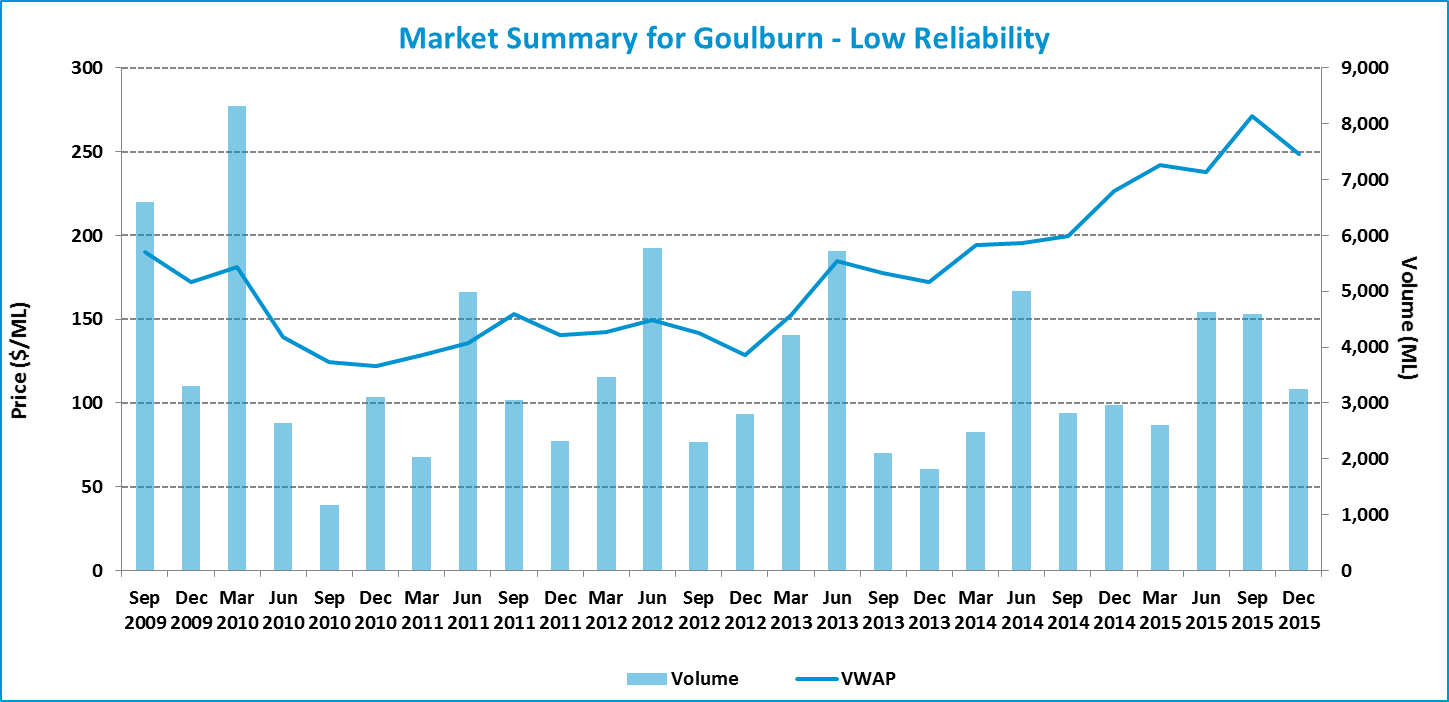 Market Summary for Goulburn - Low Reliability
300
250
200
150
100
50
0
Price ($/ML)
9,000
8,000
7,000
6,000
5,000
4,000
3,000
2,000
1,000
0
Volume (ML)
Sep Dec Mar Jun Sep Dec Mar Jun Sep Dec Mar Jun Sep Dec Mar Jun Sep Dec Mar Jun Sep Dec Mar Jun Sep Dec
2009 2009 2010 2010 2010 2010 2011 2011 2011 2011 2012 2012 2012 2012 2013 2013 2013 2013 2014 2014 2014 2014 2015 2015 2015 2015
Volume VWAP